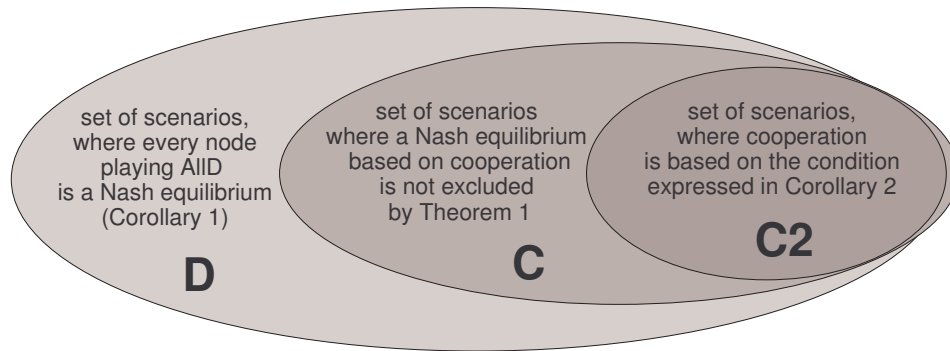 set of scenarios,
where every node
playing AllD
is a Nash equilibrium
(Corollary 1)
D
set of scenarios
where a Nash equilibrium
based on cooperation
is not excluded
by Theorem 1
C
set of scenarios,
where cooperation
is based on the condition
expressed in Corollary 2
C2